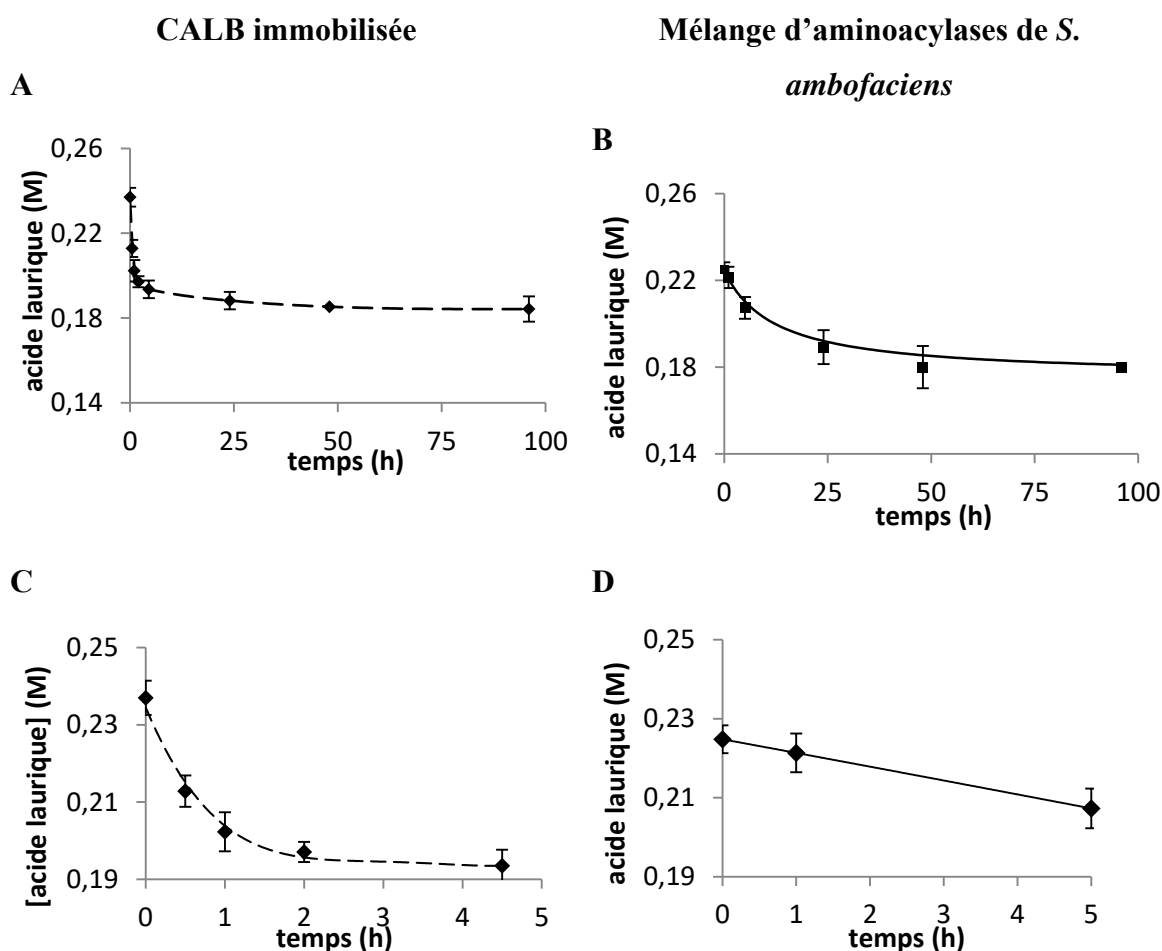 CALB immobilisée
Mélange d’aminoacylases de S.
ambofaciens
A
0,26
0,22
0,18
0,14
acide laurique (M)
0 25 50 75 100
temps (h)
B
0,26
0,22
0,18
0,14
acide laurique (M)
0 25 50 75 100
temps (h)
C
0,25
0,23
0,21
0,19
[acide laurique] (M)
0 1 2 3 4 5
temps (h)
D
0,25
0,23
0,21
0,19
acide laurique (M)
0 1 2 3 4 5
temps (h)